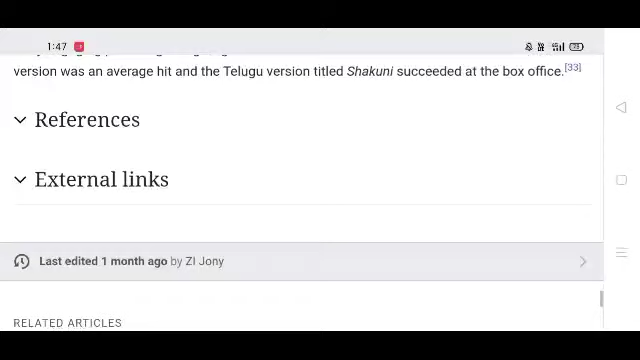 1:47
version was an average hit and the Telugu version titled Shakuni succeeded at the box office.[33]
References
External links
Last edited 1 month ago by ZI Jony
RELATED ARTICLES